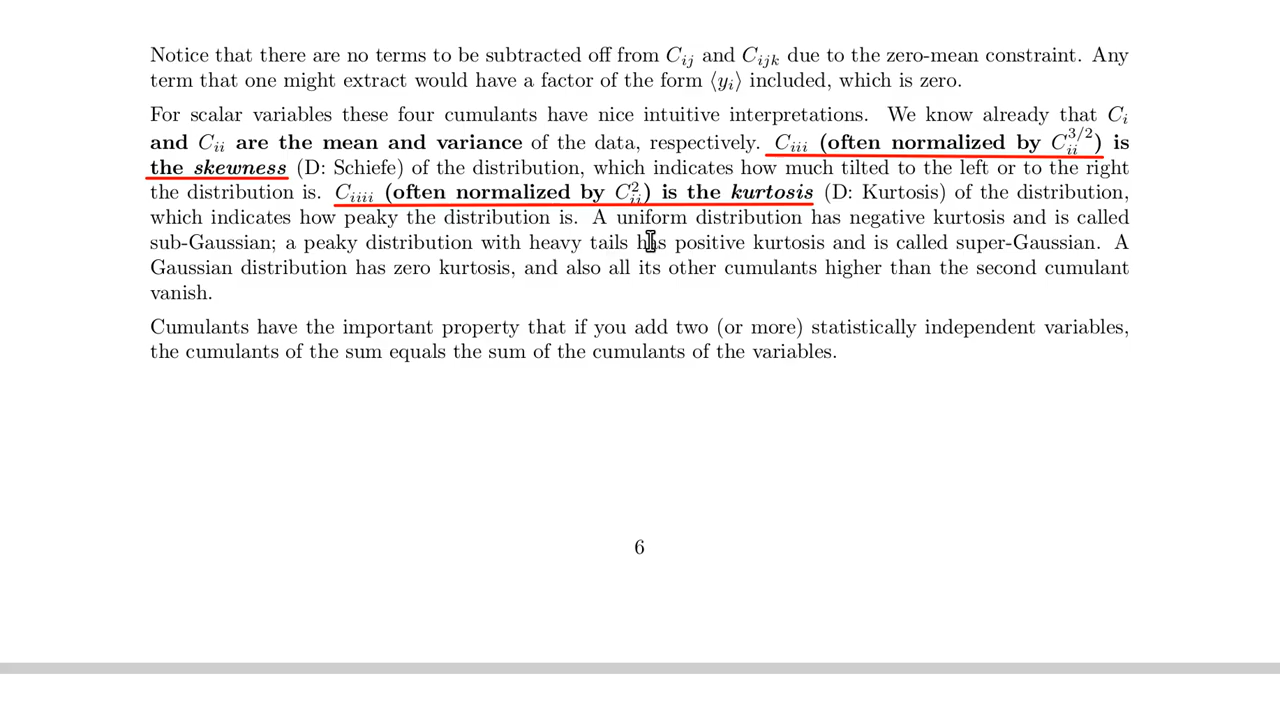 Notice that there are no terms to be subtracted off from C_{ij} and C_{ijk} due to the zero-mean constraint. Any
term that one might extract would have a factor of the form ⟨y_i⟩ included, which is zero.
For scalar variables these four cumulants have nice intuitive interpretations. We know already that C_i
and C_{ii} are the mean and variance of the data, respectively. C_{iii} (often normalized by C_{ii}^{3/2}) is
the skewness (D: Schiefe) of the distribution, which indicates how much tilted to the left or to the right
the distribution is. C_{iiii} (often normalized by C_{ii}^2) is the kurtosis (D: Kurtosis) of the distribution,
which indicates how peaky the distribution is. A uniform distribution has negative kurtosis and is called
sub-Gaussian; a peaky distribution with heavy tails has positive kurtosis and is called super-Gaussian. A
Gaussian distribution has zero kurtosis, and also all its other cumulants higher than the second cumulant
vanish.
Cumulants have the important property that if you add two (or more) statistically independent variables,
the cumulants of the sum equals the sum of the cumulants of the variables.
6